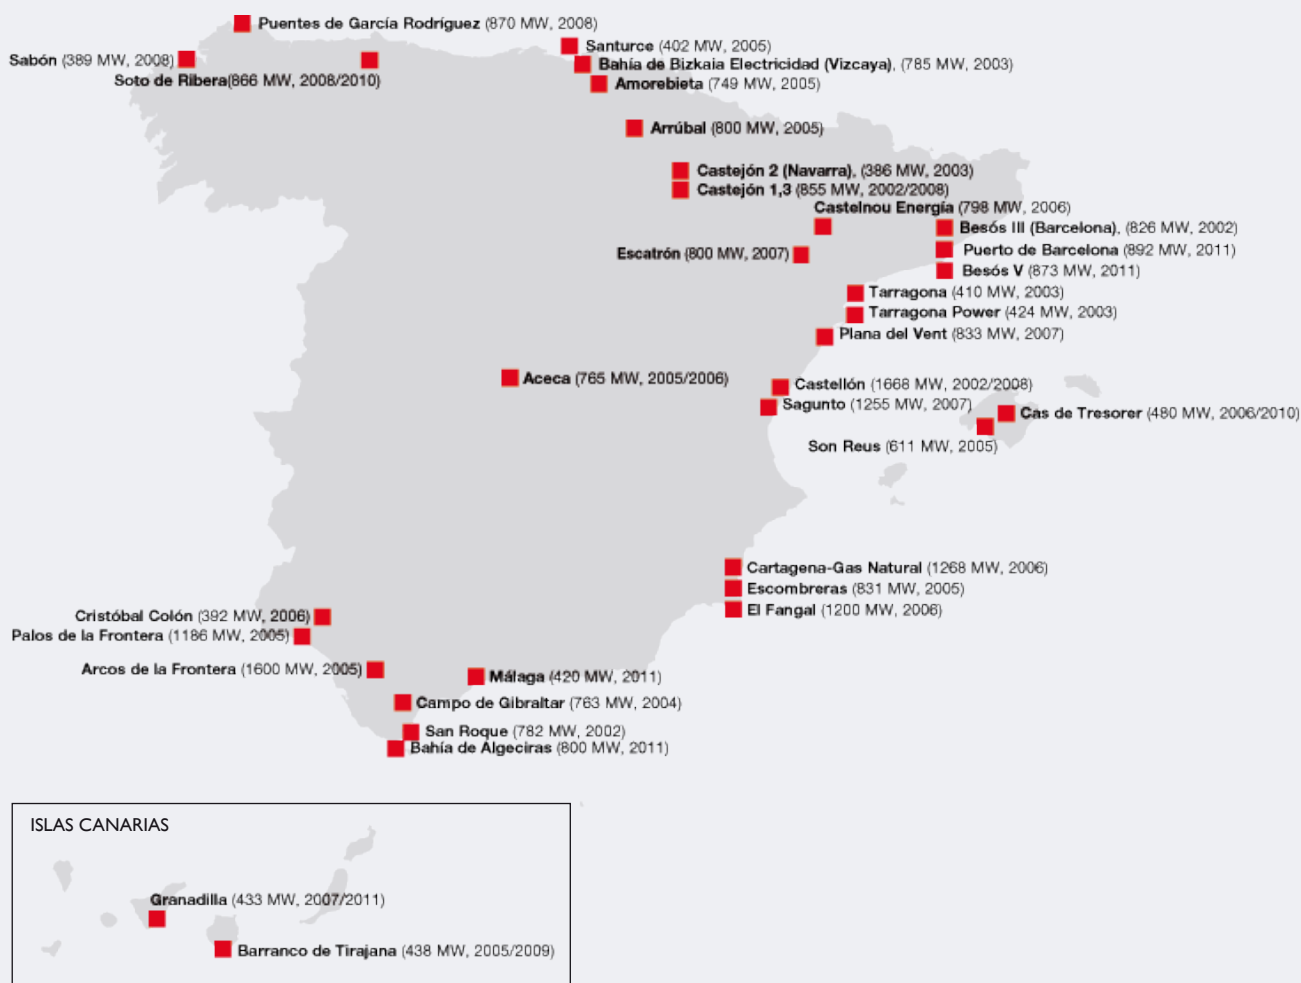 Puentes de García Rodríguez (870 MW, 2008)
Sabón (389 MW, 2008)
Soto de Ribera(866 MW, 2008/2010)
Santurce (402 MW, 2005)
Bahía de Bizkaia Electricidad (Vizcaya), (785 MW, 2003)
Amorebieta (749 MW, 2005)
Arrúbal (800 MW, 2005)
Castejón 2 (Navarra), (386 MW, 2003)
Castejón 1,3 (855 MW, 2002/2008)
Castelnou Energía (798 MW, 2006)
Besós III (Barcelona), (826 MW, 2002)
Escatrón (800 MW, 2007)
Puerto de Barcelona (892 MW, 2011)
Besós V (873 MW, 2011)
Tarragona (410 MW, 2003)
Tarragona Power (424 MW, 2003)
Plana del Vent (833 MW, 2007)
Aceca (765 MW, 2005/2006)
Castellón (1668 MW, 2002/2008)
Sagunto (1255 MW, 2007)
Cas de Tresorer (480 MW, 2006/2010)
Son Reus (611 MW, 2005)
Cartagena-Gas Natural (1268 MW, 2006)
Escombreras (831 MW, 2005)
El Fangal (1200 MW, 2006)
Cristóbal Colón (392 MW, 2006)
Palos de la Frontera (1186 MW, 2005)
Arcos de la Frontera (1600 MW, 2005)
Málaga (420 MW, 2011)
Campo de Gibraltar (763 MW, 2004)
San Roque (782 MW, 2002)
Bahía de Algeciras (800 MW, 2011)
ISLAS CANARIAS
Granadilla (433 MW, 2007/2011)
Barranco de Tirajana (438 MW, 2005/2009)